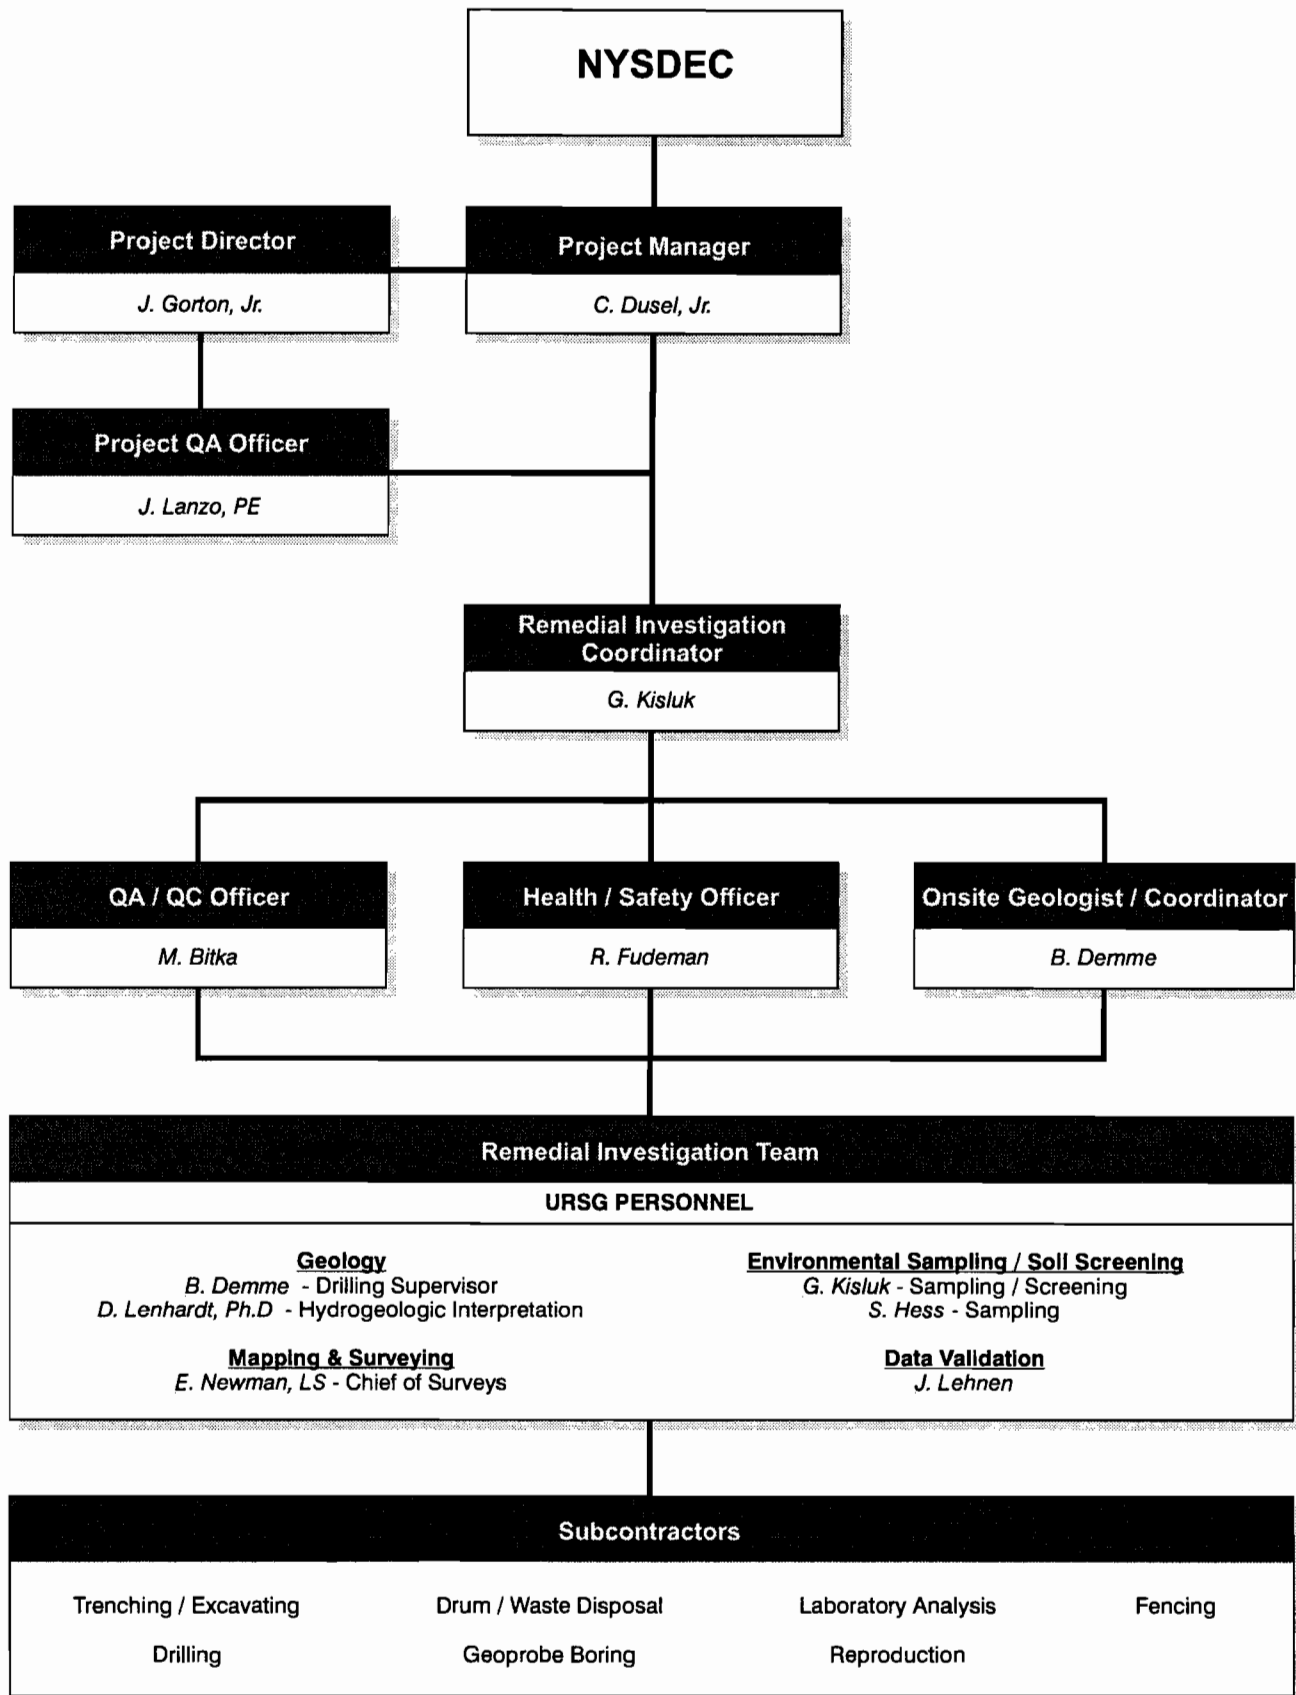 NYSDEC
Project Director
J. Gorton, Jr.
Project Manager
C. Dusel, Jr.
Project QA Officer
J. Lanzo, PE
Remedial Investigation
Coordinator
G. Kisluk
QA / QC Officer
M. Bitka
Health / Safety Officer
R. Fudeman
Onsite Geologist / Coordinator
B. Demme
Remedial Investigation Team
URSG PERSONNEL
Geology
B. Demme - Drilling Supervisor
D. Lenhardt, Ph.D - Hydrogeologic Interpretation
Environmental Sampling / Soil Screening
G. Kisluk - Sampling / Screening
S. Hess - Sampling
Mapping & Surveying
E. Newman, LS - Chief of Surveys
Data Validation
J. Lehnen
Subcontractors
Trenching / Excavating Drum / Waste Disposal Laboratory Analysis Fencing
Drilling Geoprobe Boring Reproduction